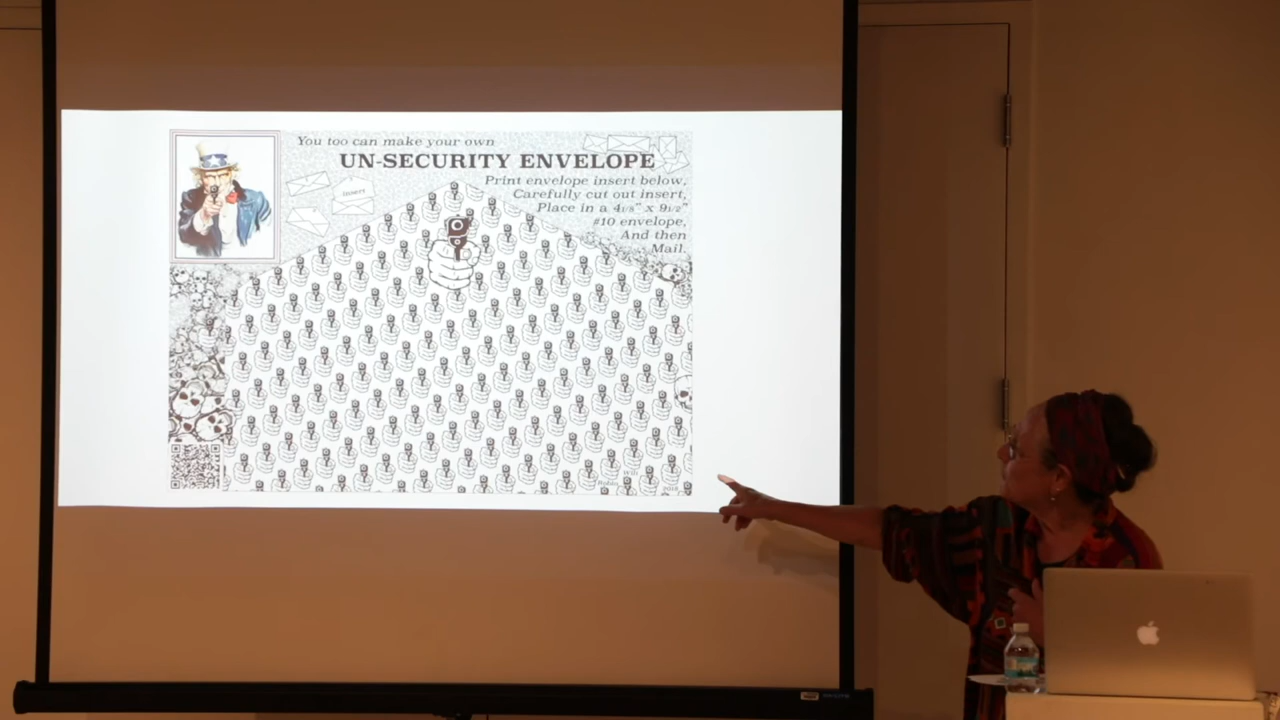 You too can make your own
UN-SECURITY ENVELOPE
Print envelope insert below,
Carefully cut out insert,
Place in a 4 1/8" x 9 1/2"
#10 envelope,
And then
Mail.
insert